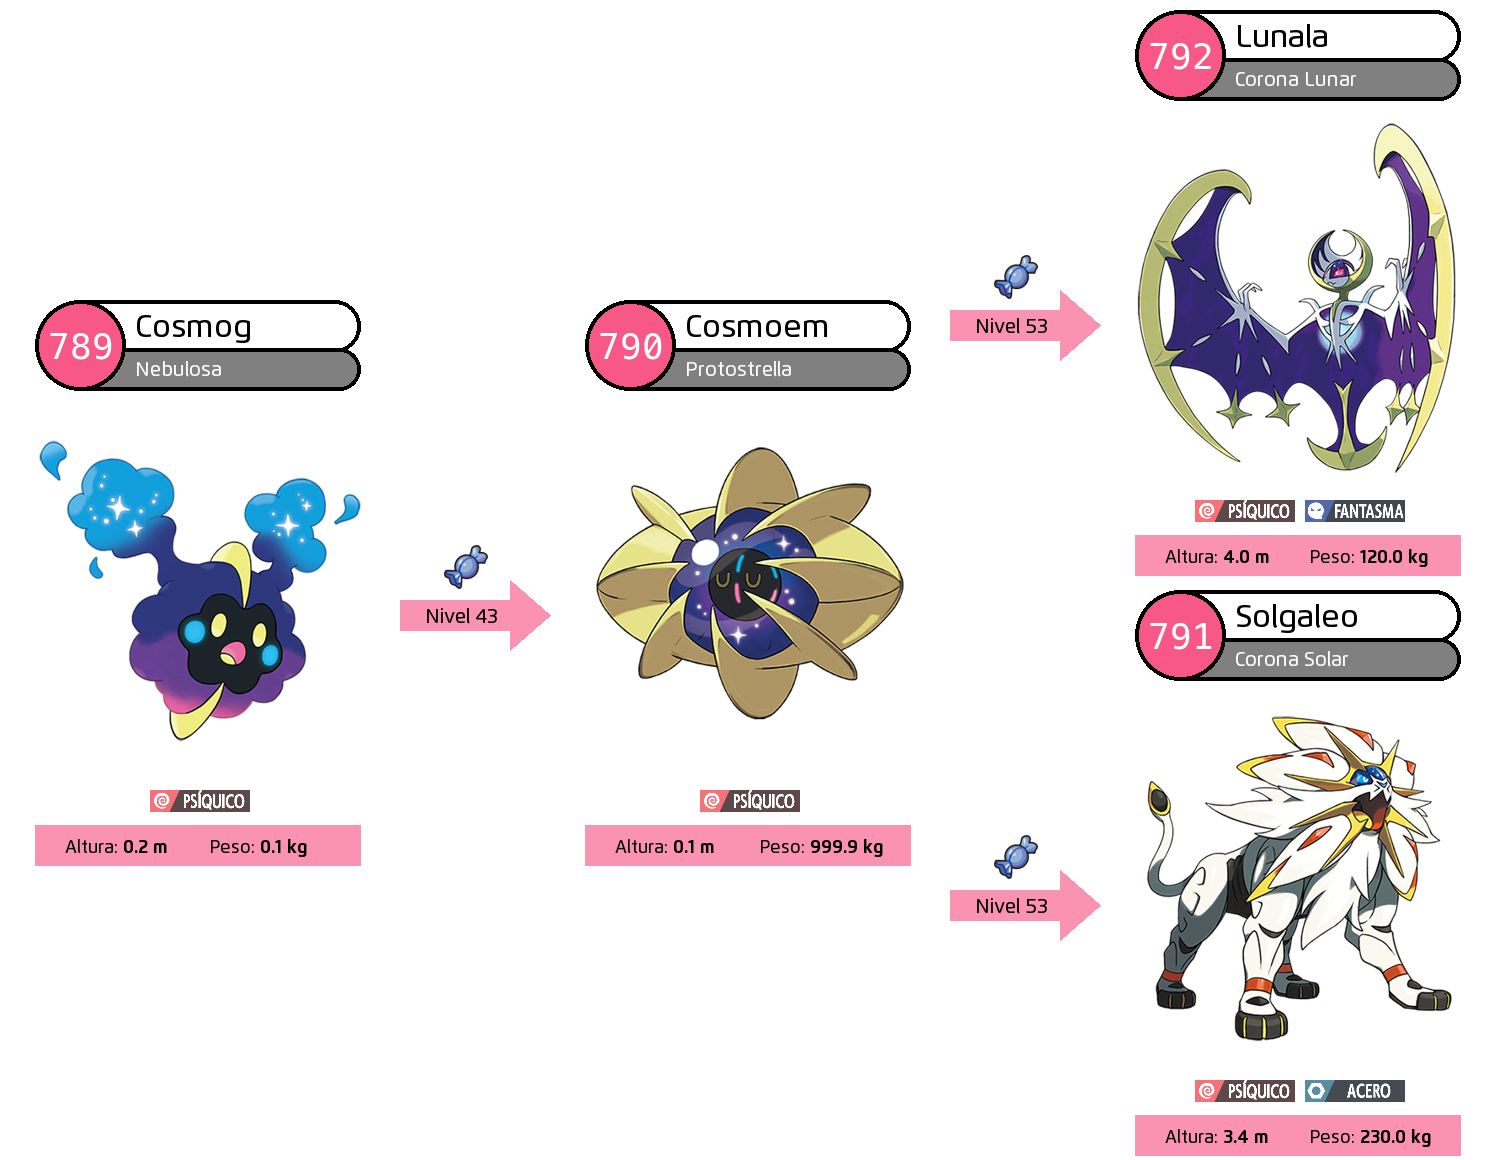 789
Cosmog
Nebulosa
PSÍQUICO
Altura: 0.2 m Peso: 0.1 kg
Nivel 43
790
Cosmoem
Protostrella
PSÍQUICO
Altura: 0.1 m Peso: 999.9 kg
Nivel 53
792
Lunala
Corona Lunar
PSÍQUICO FANTASMA
Altura: 4.0 m Peso: 120.0 kg
Nivel 53
791
Solgaleo
Corona Solar
PSÍQUICO ACERO
Altura: 3.4 m Peso: 230.0 kg